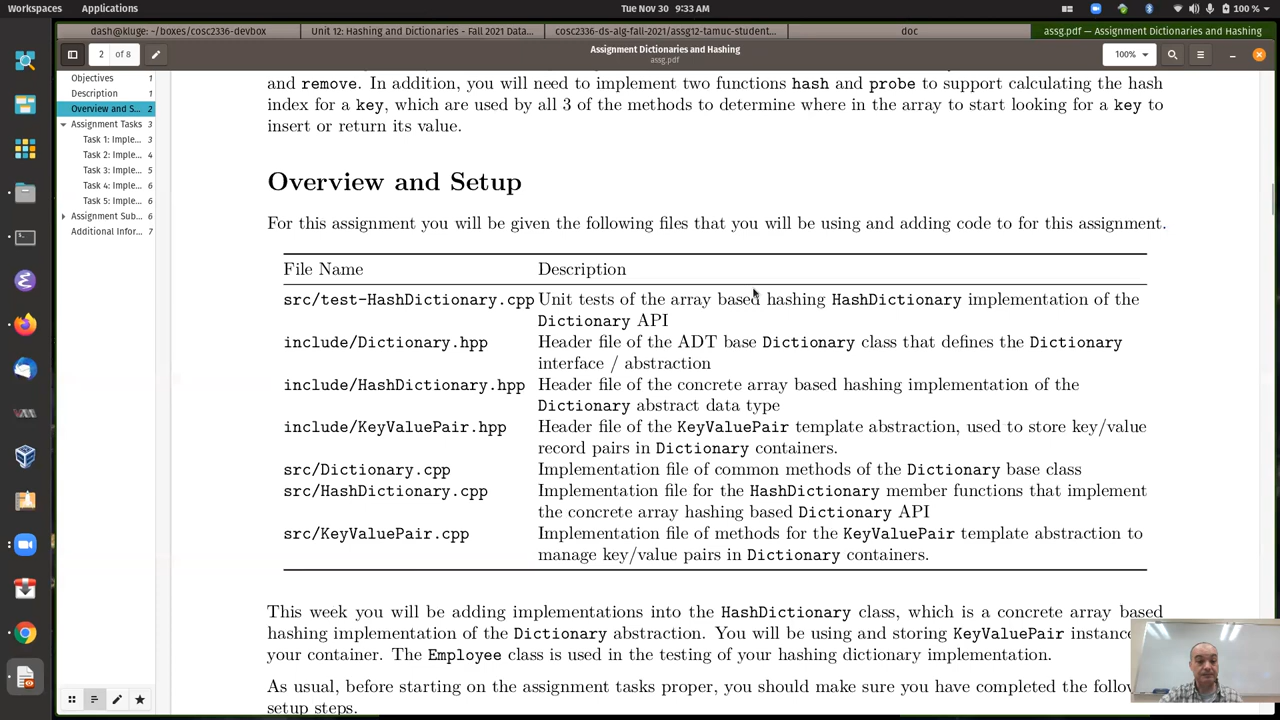 Workspaces Applications Tue Nov 30 9:33 AM 100 %
dash@kluge: ~/boxes/cosc2336-devbox Unit 12: Hashing and Dictionaries - Fall 2021 Data... cosc2336-ds-alg-fall-2021/assg12-tamuc-student... doc assg.pdf — Assignment Dictionaries and Hashing
2 of 8 Assignment Dictionaries and Hashing 100%
assg.pdf
Objectives 1
Description 1
Overview and S... 2
Assignment Tasks 3
Task 1: Imple... 3
Task 2: Imple... 4
Task 3: Imple... 5
Task 4: Imple... 6
Task 5: Imple... 6
Assignment Sub... 6
Additional Infor... 7
and remove. In addition, you will need to implement two functions hash and probe to support calculating the hash
index for a key, which are used by all 3 of the methods to determine where in the array to start looking for a key to
insert or return its value.
Overview and Setup
For this assignment you will be given the following files that you will be using and adding code to for this assignment.
File Name Description
src/test-HashDictionary.cpp Unit tests of the array based hashing HashDictionary implementation of the
Dictionary API
include/Dictionary.hpp Header file of the ADT base Dictionary class that defines the Dictionary
interface / abstraction
include/HashDictionary.hpp Header file of the concrete array based hashing implementation of the
Dictionary abstract data type
include/KeyValuePair.hpp Header file of the KeyValuePair template abstraction, used to store key/value
record pairs in Dictionary containers.
src/Dictionary.cpp Implementation file of common methods of the Dictionary base class
src/HashDictionary.cpp Implementation file for the HashDictionary member functions that implement
the concrete array hashing based Dictionary API
src/KeyValuePair.cpp Implementation file of methods for the KeyValuePair template abstraction to
manage key/value pairs in Dictionary containers.
This week you will be adding implementations into the HashDictionary class, which is a concrete array based
hashing implementation of the Dictionary abstraction. You will be using and storing KeyValuePair instance
your container. The Employee class is used in the testing of your hashing dictionary implementation.
As usual, before starting on the assignment tasks proper, you should make sure you have completed the follow
setup steps.